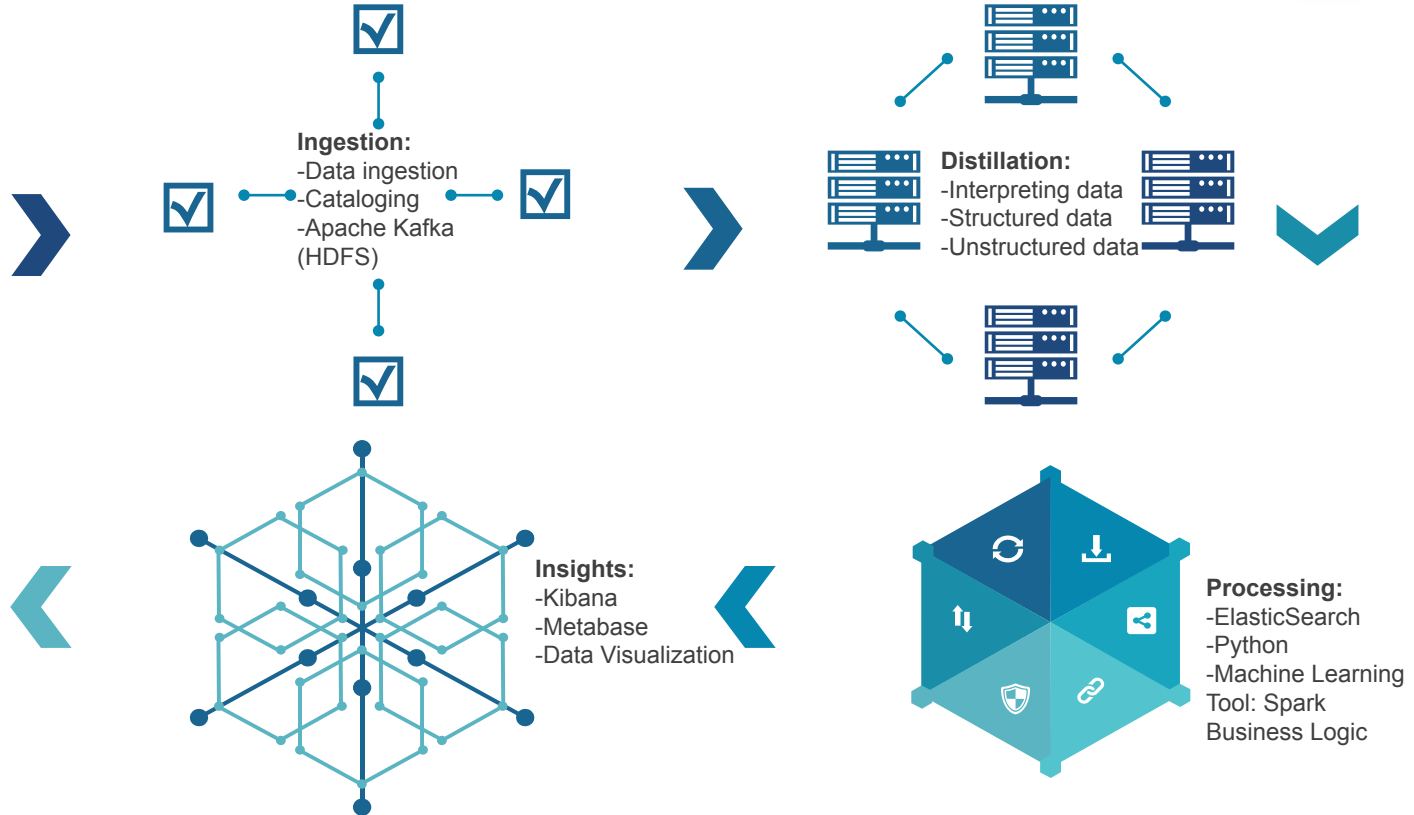 Ingestion:
-Data ingestion
-Cataloging
-Apache Kafka
(HDFS)
Distillation:
-Interpreting data
-Structured data
-Unstructured data
Insights:
-Kibana
-Metabase
-Data Visualization
Processing:
-ElasticSearch
-Python
-Machine Learning
Tool: Spark
Business Logic